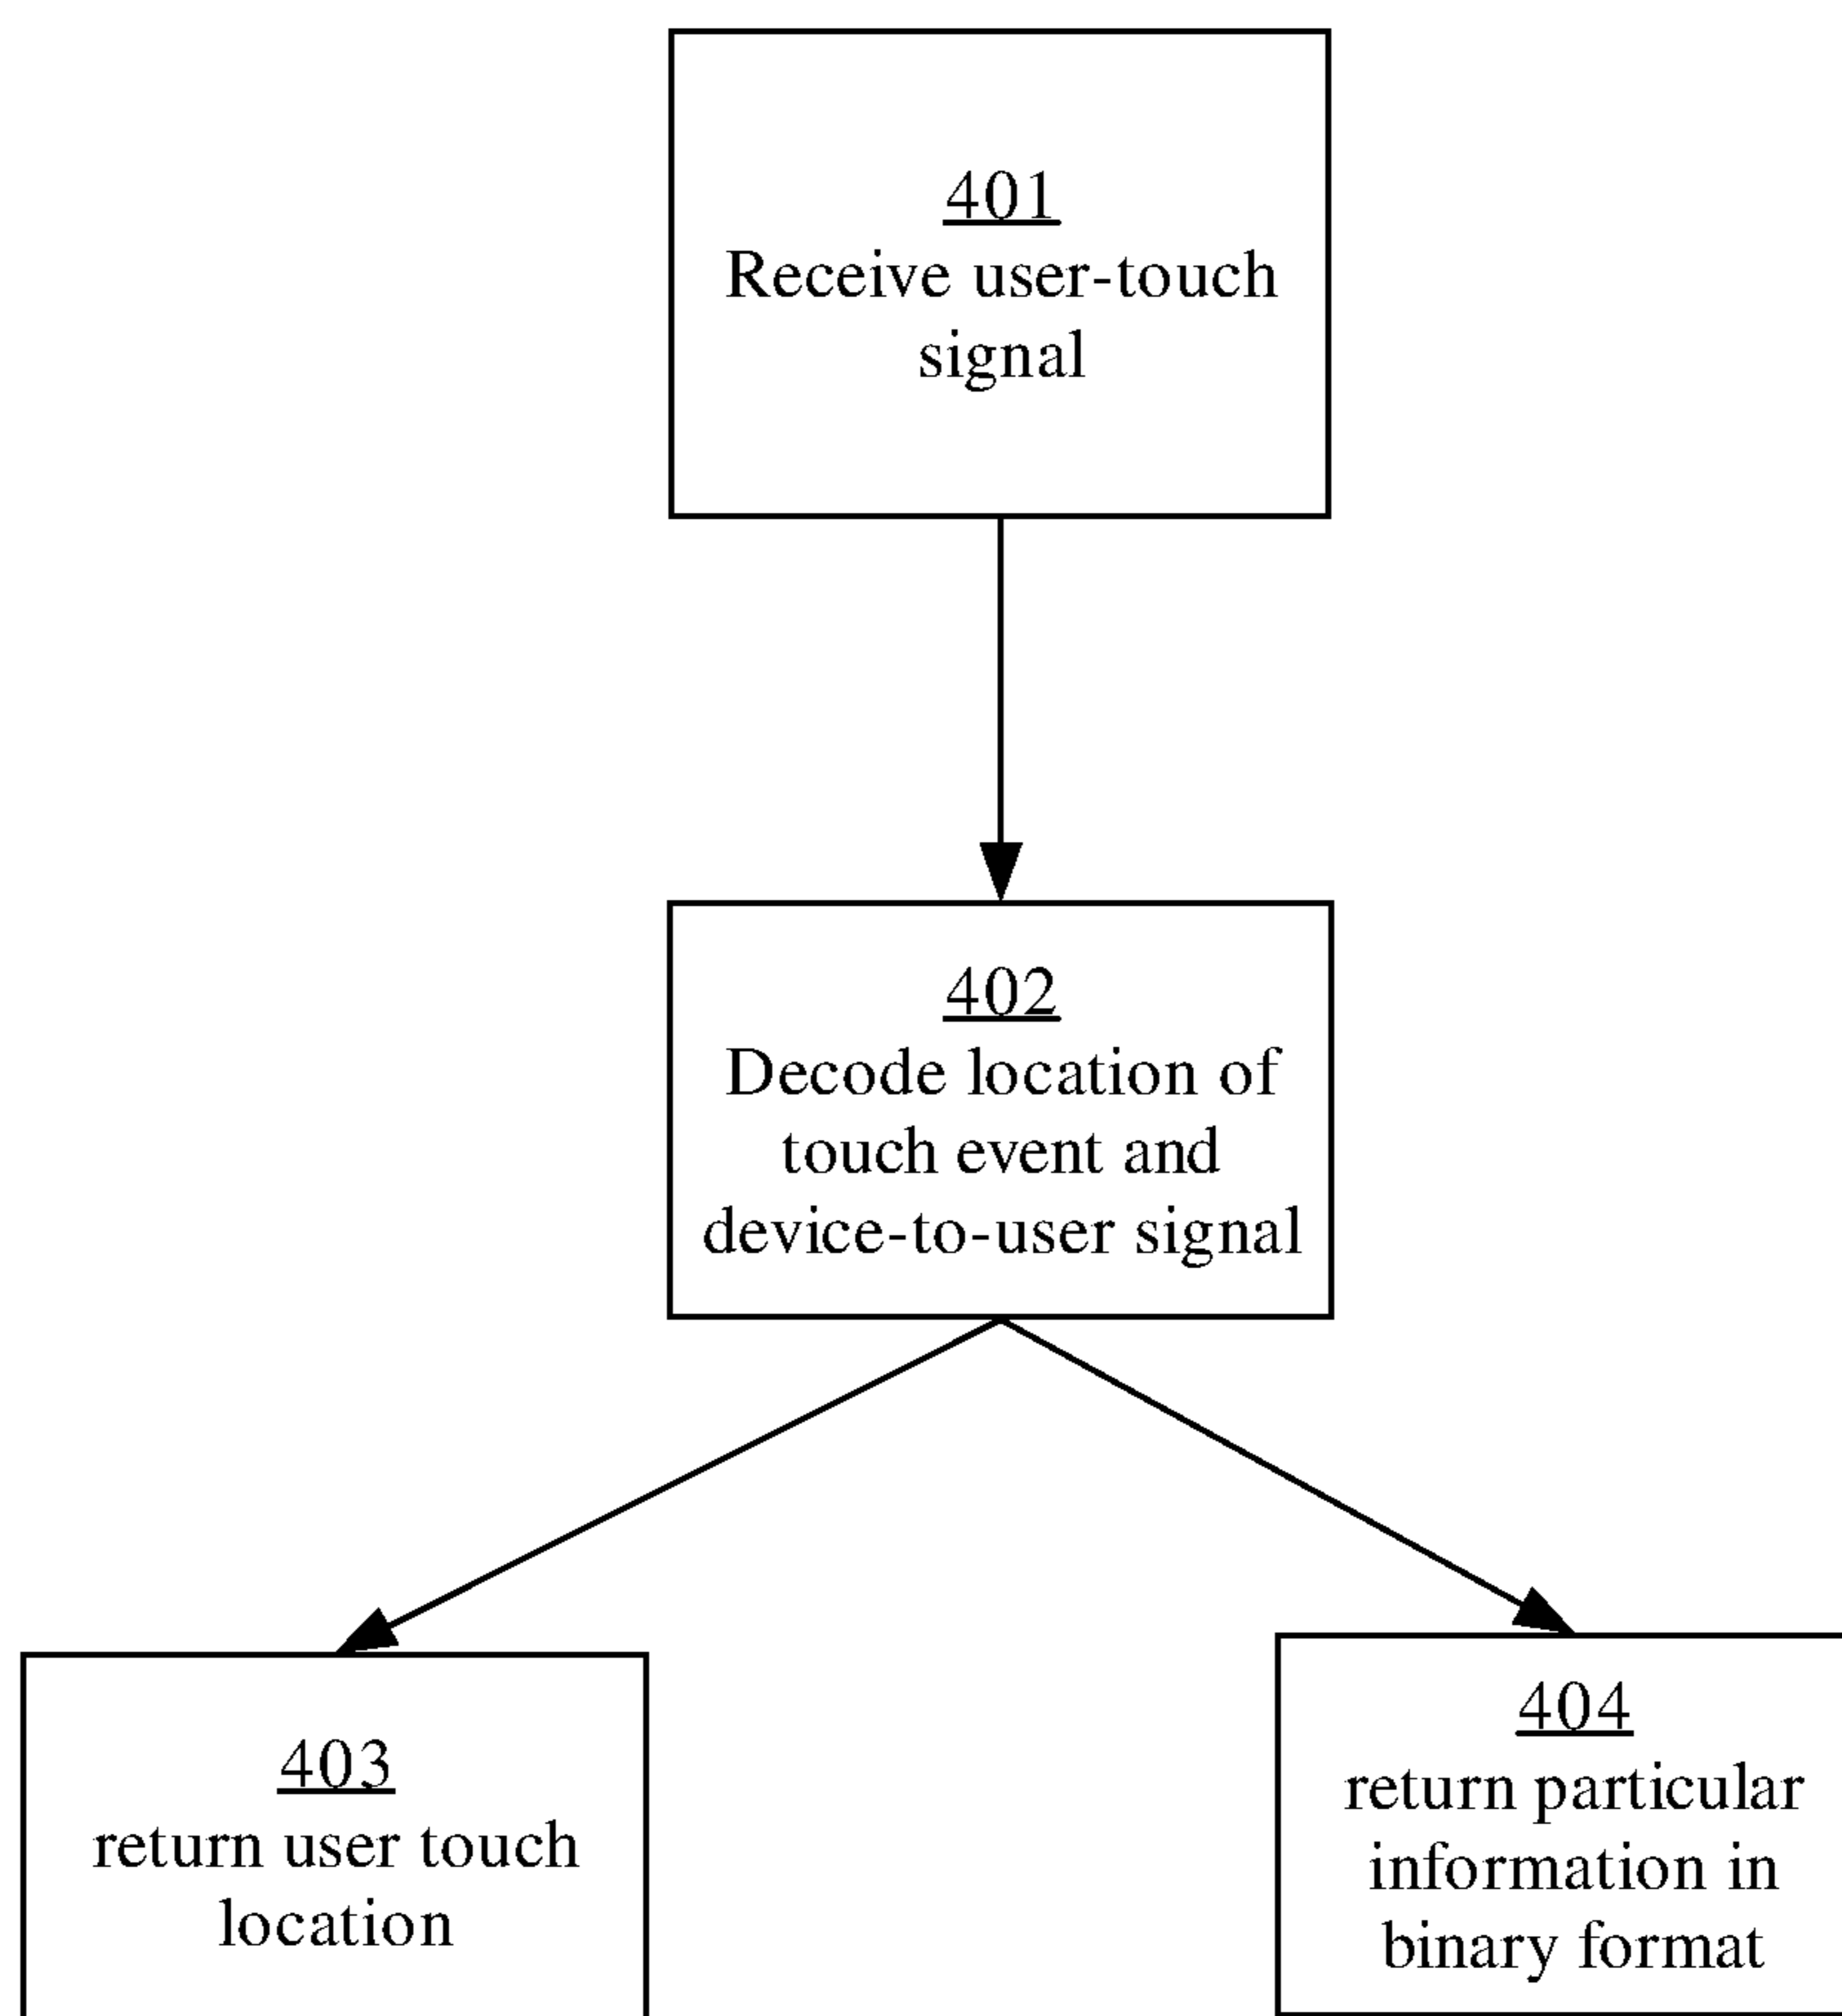 401
Receive user-touch
signal
402
Decode location of
touch event and
device-to-user signal
403
return user touch
location
404
return particular
information in
binary format